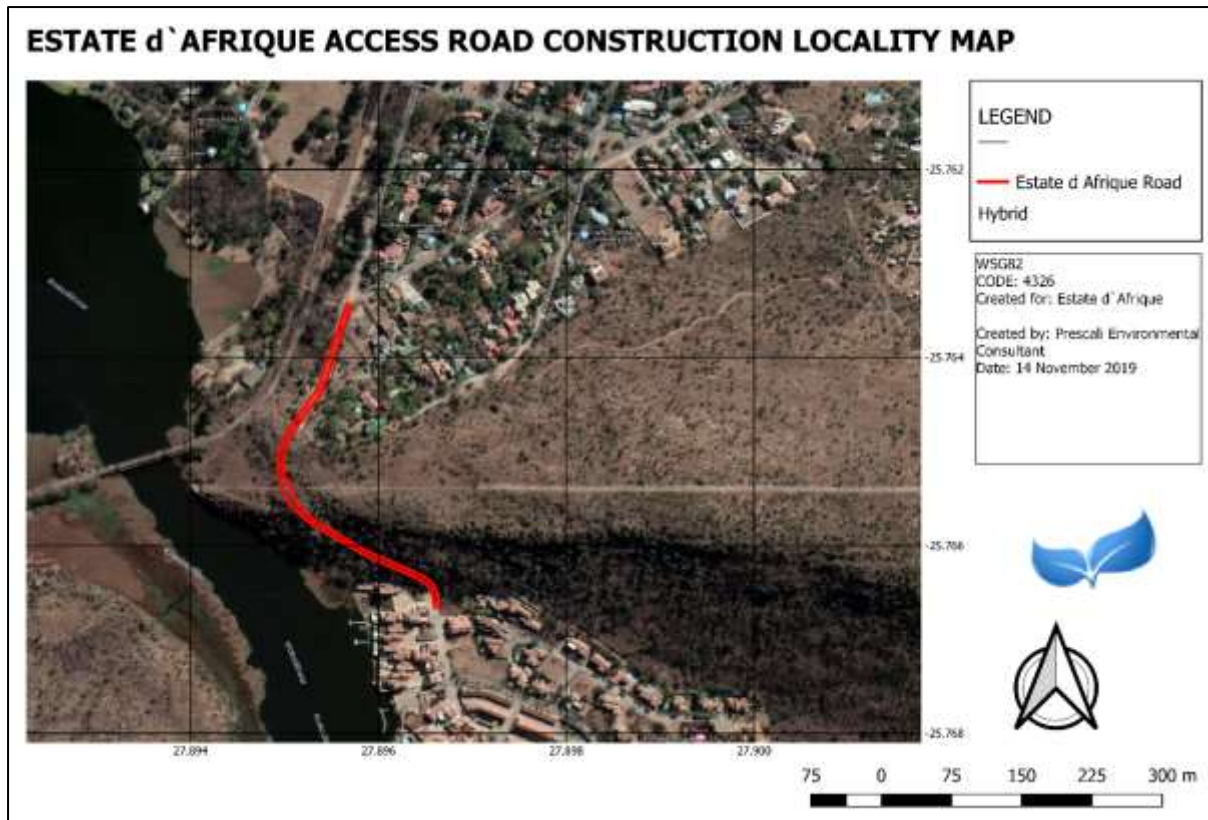 ESTATE d`AFRIQUE ACCESS ROAD CONSTRUCTION LOCALITY MAP
LEGEND
Estate d Afrique Road
Hybrid
WSG82
CODE: 4326
Created for: Estate d`Afrique
Created by: Prescali Environmental
Consultant
Date: 14 November 2019
-25.762
-25.764
-25.766
-25.768
27.894
27.896
27.898
27.900
75 0 75 150 225 300 m